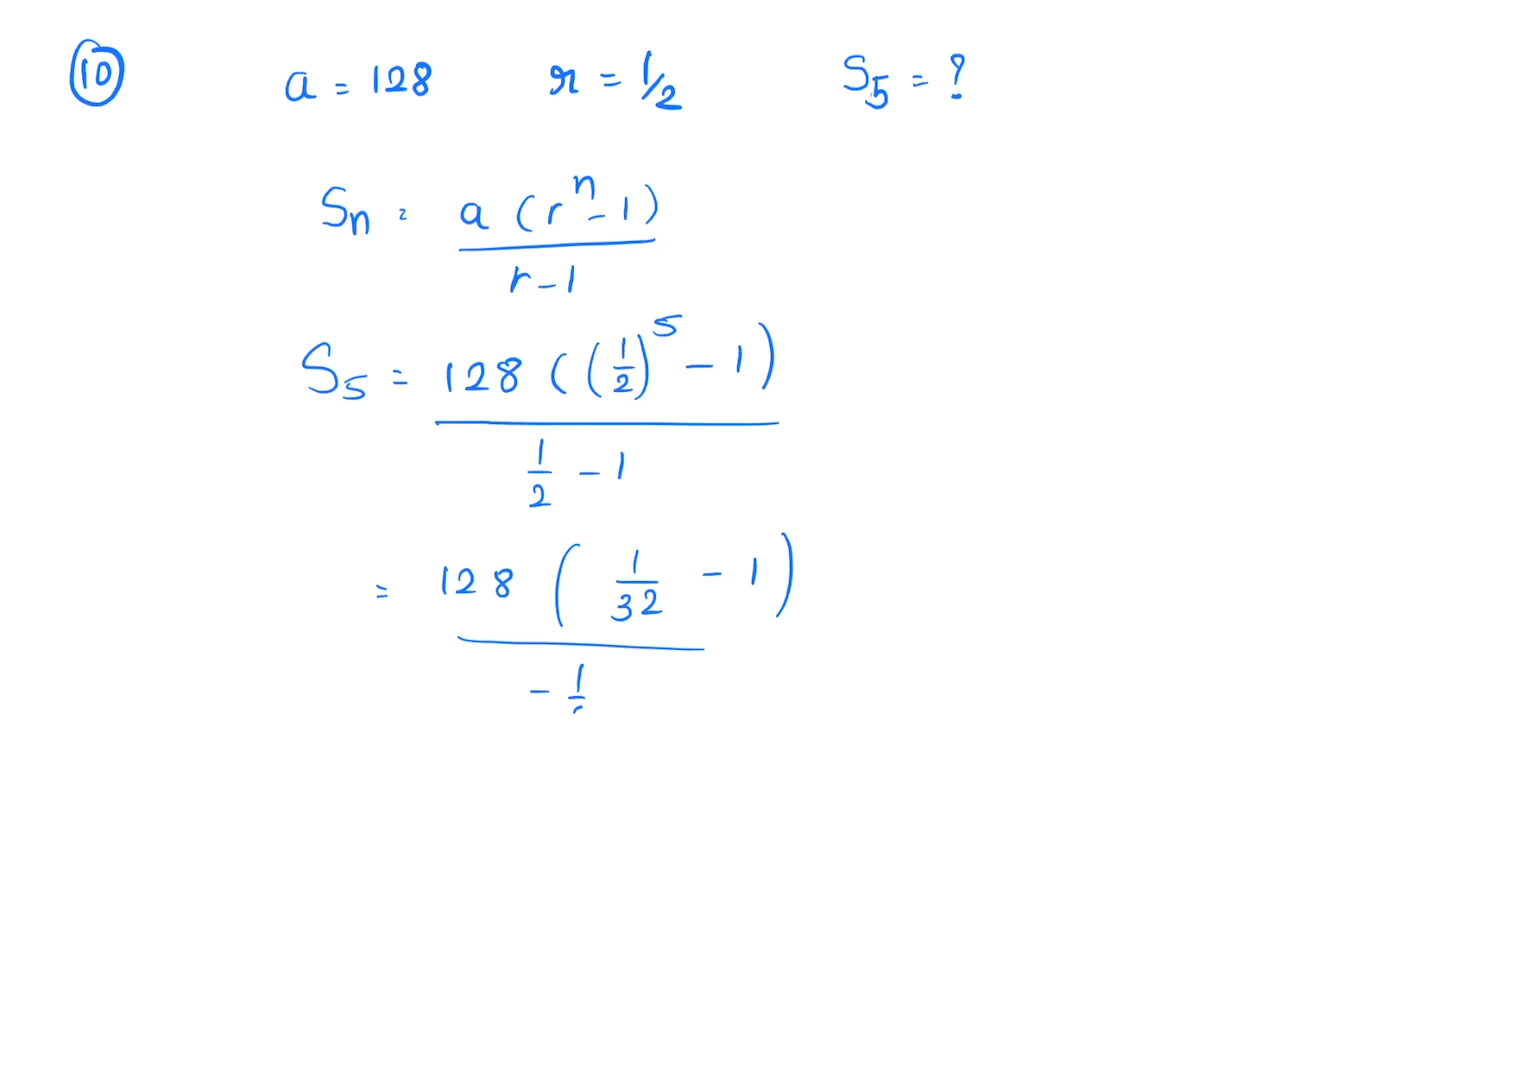 10 a = 128 r = 1/2 S5 = ?
Sn = a (r^n - 1)
r - 1
S5 = 128 ((1/2)^5 - 1)
1/2 - 1
= 128 (1/32 - 1)
- 1